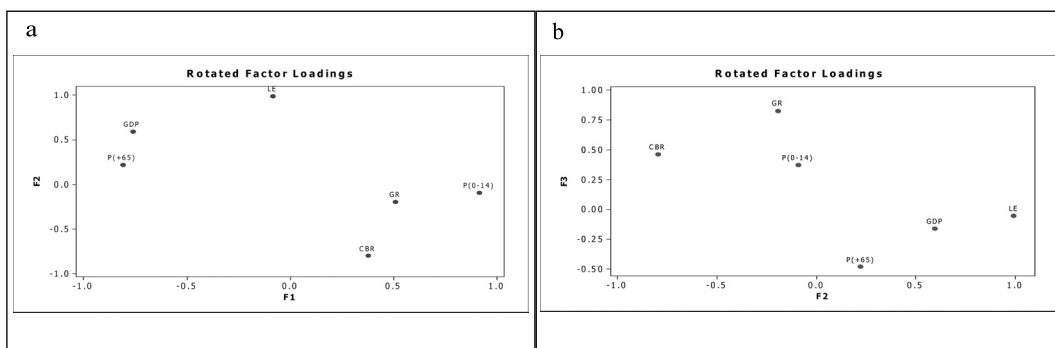 a
Rotated Factor Loadings
LE
1.0
GDP
0.5
P(+65)
F2
0.0
P(0-14)
GR
-0.5
CBR
-1.0
-1.0 -0.5 0.0 0.5 1.0
F1
b
Rotated Factor Loadings
1.00
GR
0.75
CBR
0.50
P(0-14)
F3
0.25
0.00
LE
GDP
-0.25
P(+65)
-0.50
-1.0 -0.5 0.0 0.5 1.0
F2